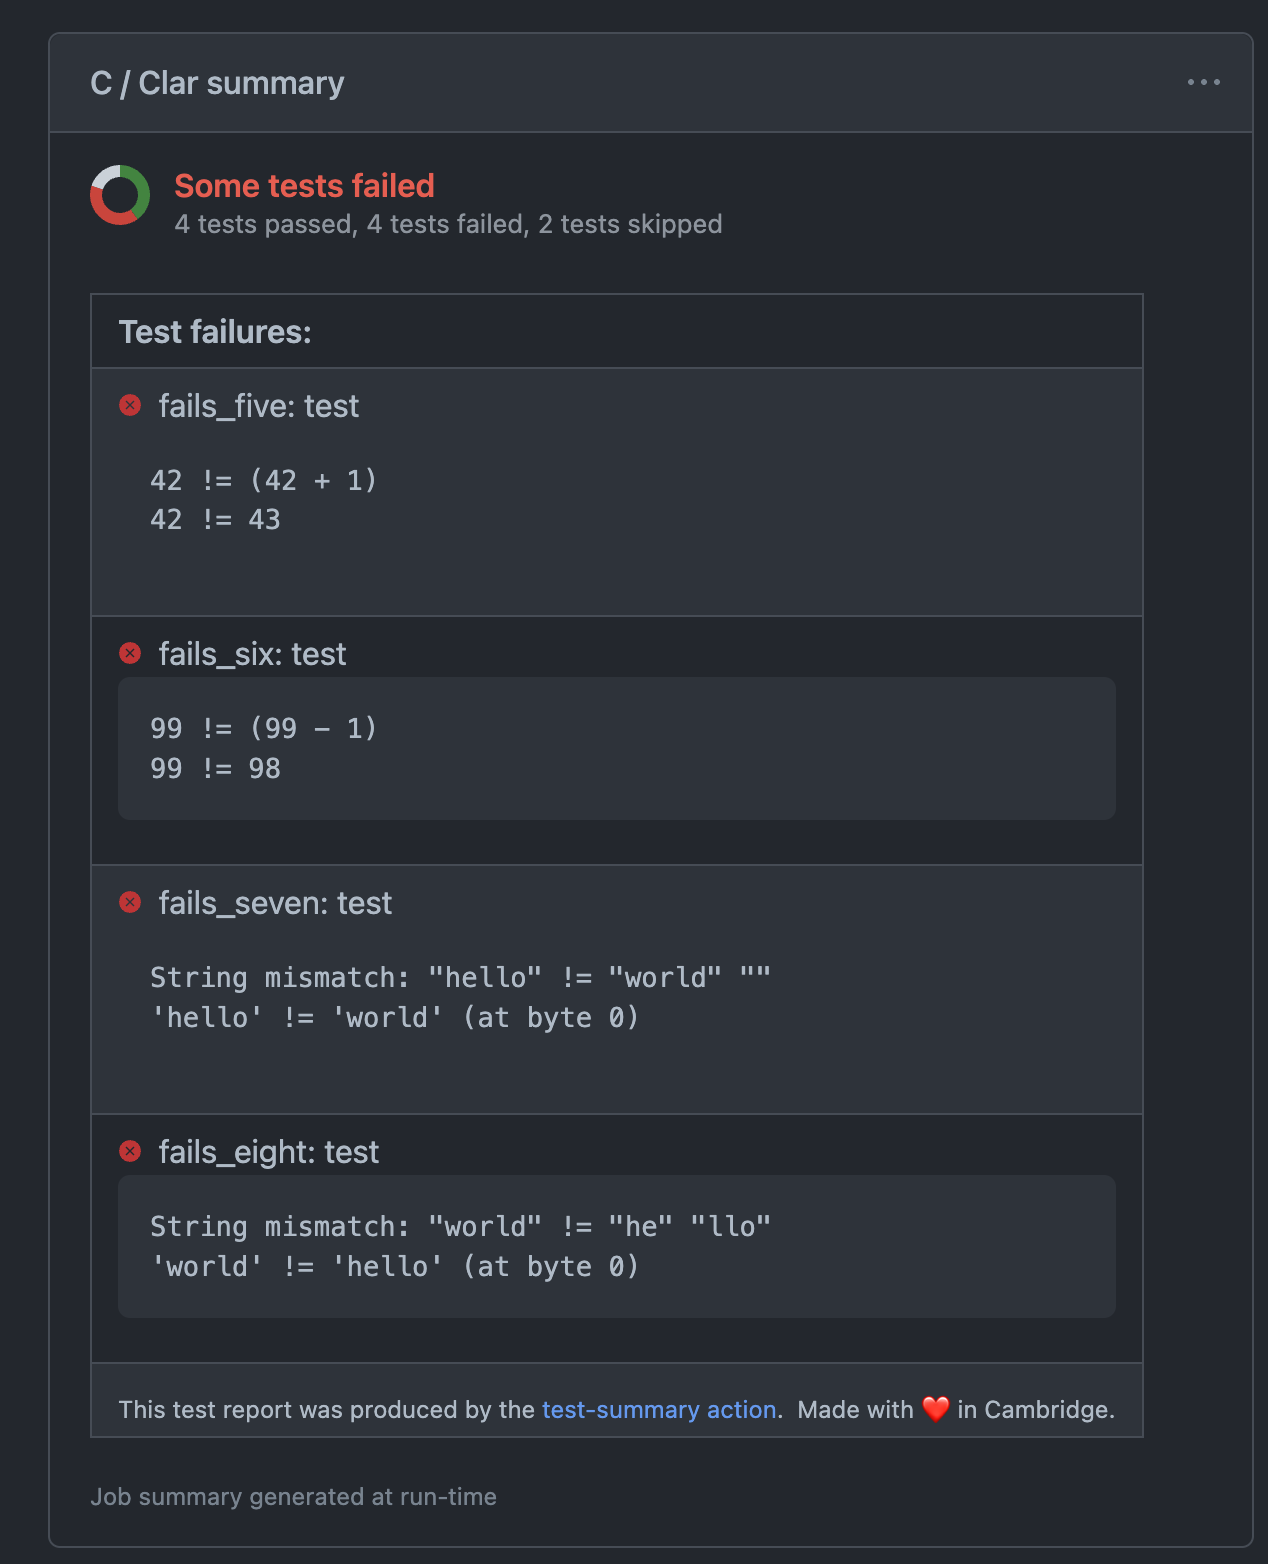 C / Clar summary
Some tests failed
4 tests passed, 4 tests failed, 2 tests skipped
Test failures:
fails_five: test
42 != (42 + 1)
42 != 43
fails_six: test
99 != (99 - 1)
99 != 98
fails_seven: test
String mismatch: "hello" != "world" ""
'hello' != 'world' (at byte 0)
fails_eight: test
String mismatch: "world" != "he" "llo"
'world' != 'hello' (at byte 0)
This test report was produced by the test-summary action.  Made with ❤️ in Cambridge.
Job summary generated at run-time